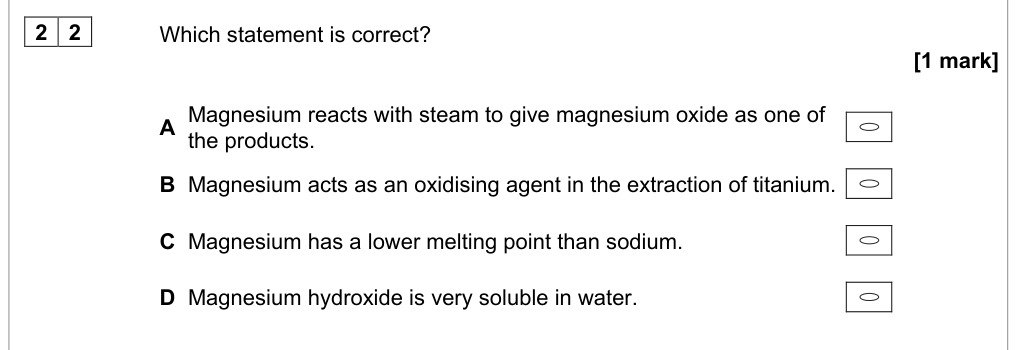 2 2 Which statement is correct?
[1 mark]
A Magnesium reacts with steam to give magnesium oxide as one of
the products.
B Magnesium acts as an oxidising agent in the extraction of titanium.
C Magnesium has a lower melting point than sodium.
D Magnesium hydroxide is very soluble in water.